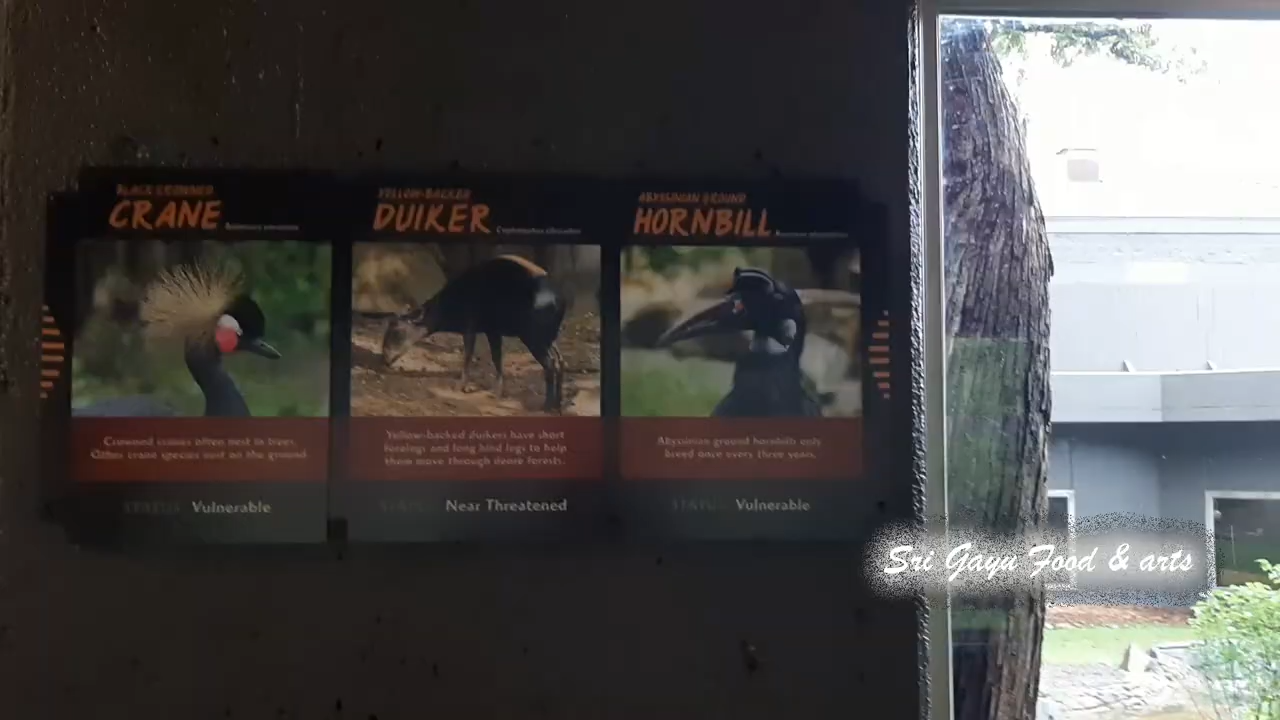 BLACK CROWNED
CRANE
Crowned cranes often nest in trees.
Other crane species nest on the ground.
STATUS Vulnerable
YELLOW-BACKED
DUIKER
Yellow-backed duikers have short
forelegs and long hind legs to help
them move through dense forests.
STATUS Near Threatened
ABYSSINIAN GROUND
HORNBILL
Abyssinian ground hornbills only
breed once every three years.
STATUS Vulnerable
Sri Gayu Food & arts